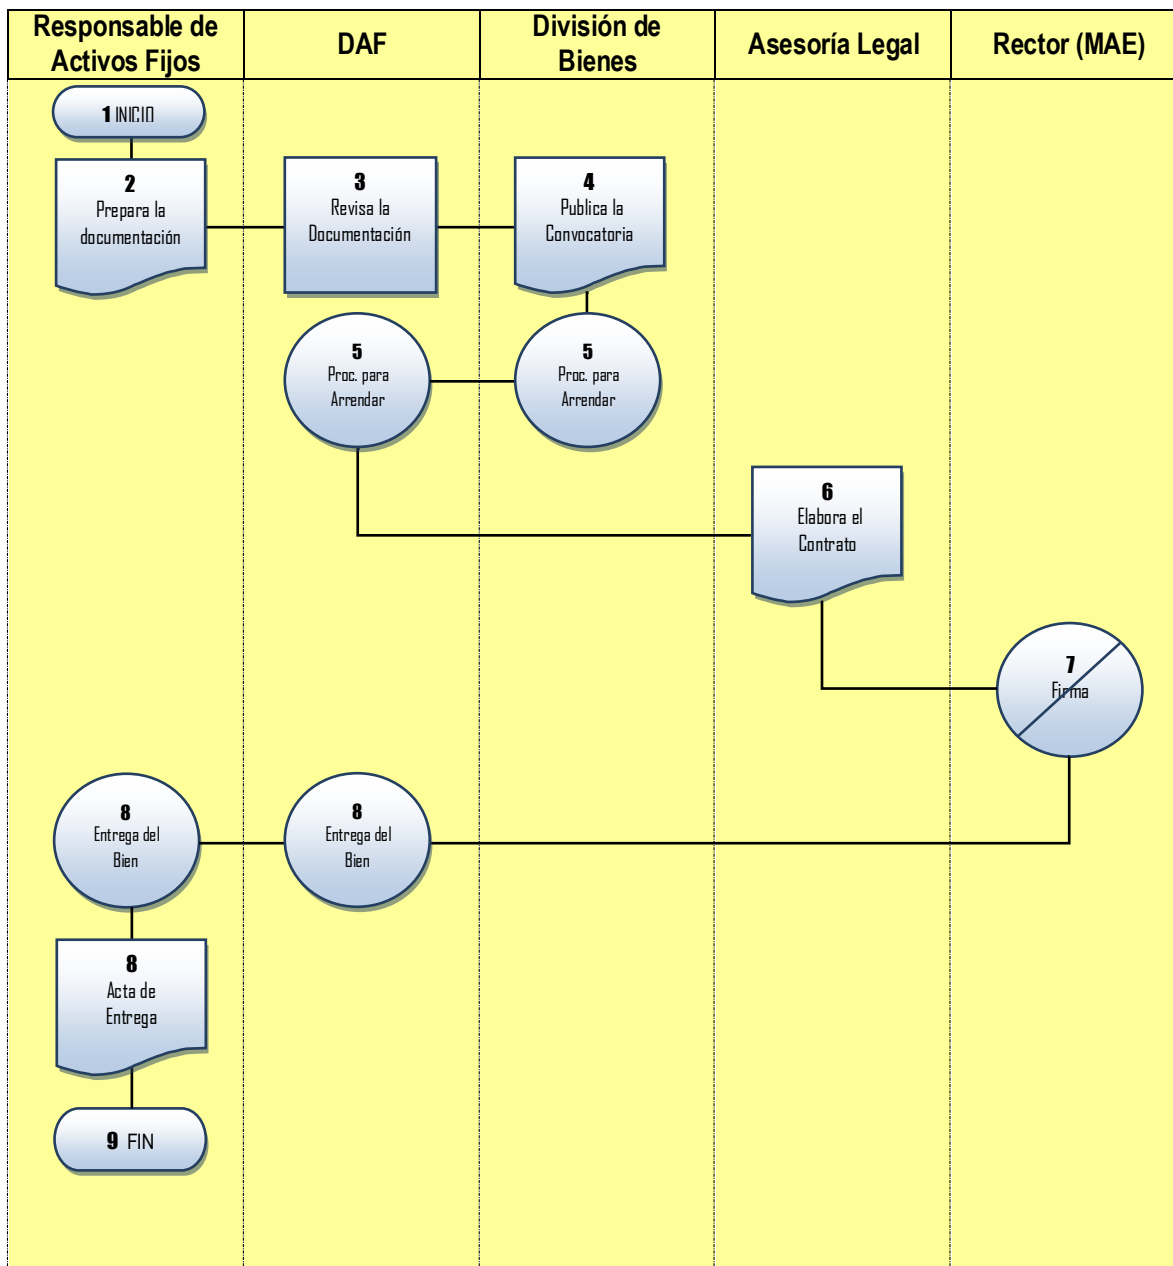 Responsable de
Activos Fijos
DAF
División de
Bienes
Asesoría Legal
Rector (MAE)
1 INICIO
2
Prepara la
documentación
3
Revisa la
Documentación
4
Publica la
Convocatoria
5
Proc. para
Arrendar
5
Proc. para
Arrendar
6
Elabora el
Contrato
7
Firma
8
Entrega del
Bien
8
Entrega del
Bien
8
Acta de
Entrega
9 FIN